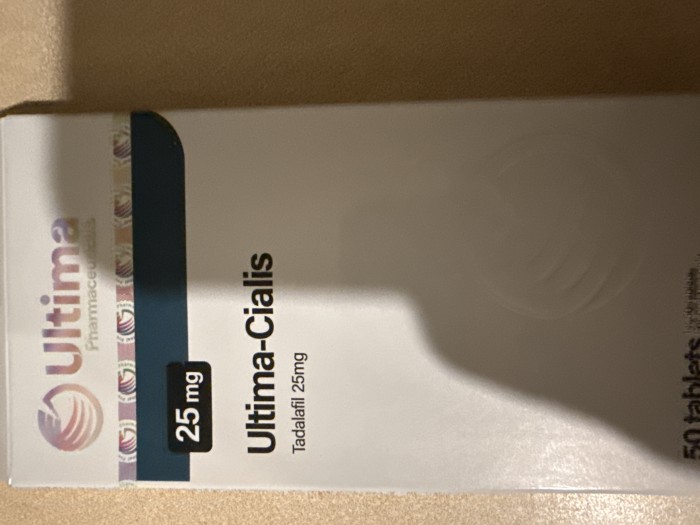 Ultima
Pharmaceuticals
25 mg
Ultima-Cialis
Tadalafil 25mg
50 tablets